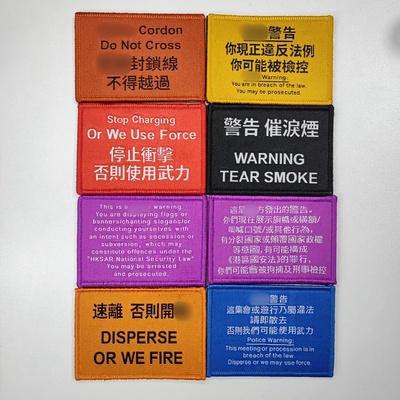 Cordon
Do Not Cross
封鎖線
不得越過
警告
你現正違反法例
你可能被檢控
Warning:
You are in breach of the law.
You may be prosecuted.
Stop Charging
Or We Use Force
停止衝擊
否則使用武力
警告 催淚煙
WARNING
TEAR SMOKE
This is a warning.
You are displaying flags or
banners/chanting slogans/or
conducting yourselves with
an intent such as secession or
subversion, which may
constitute offences under the
"HKSAR National Security Law"
You may be arrested
and prosecuted.
這是 方發出的警告,
你們現在展示旗幟或橫額/
叫喊口號/或其他行為,
有分裂國家或顛覆國家政權
等意圖,有可能構成
《港區國安法》的罪行,
你們可能會被拘捕及刑事檢控
速離 否則開
DISPERSE
OR WE FIRE
警告
這集會或遊行乃屬違法
請即散去
否則我們可能使用武力
Police Warning:
This meeting or procession is in
breach of the law.
Disperse or we may use force.